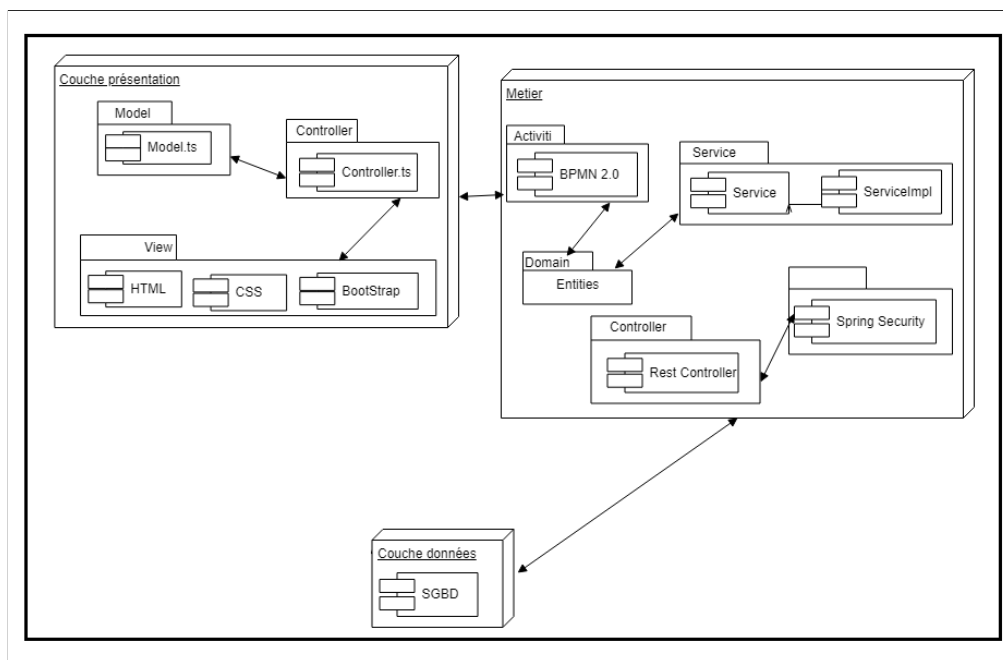 Couche présentation
Model
Model.ts
Controller
Controller.ts
View
HTML
CSS
BootStrap
Metier
Activiti
BPMN 2.0
Service
Service
ServiceImpl
Domain
Entities
Spring Security
Controller
Rest Controller
Couche données
SGBD